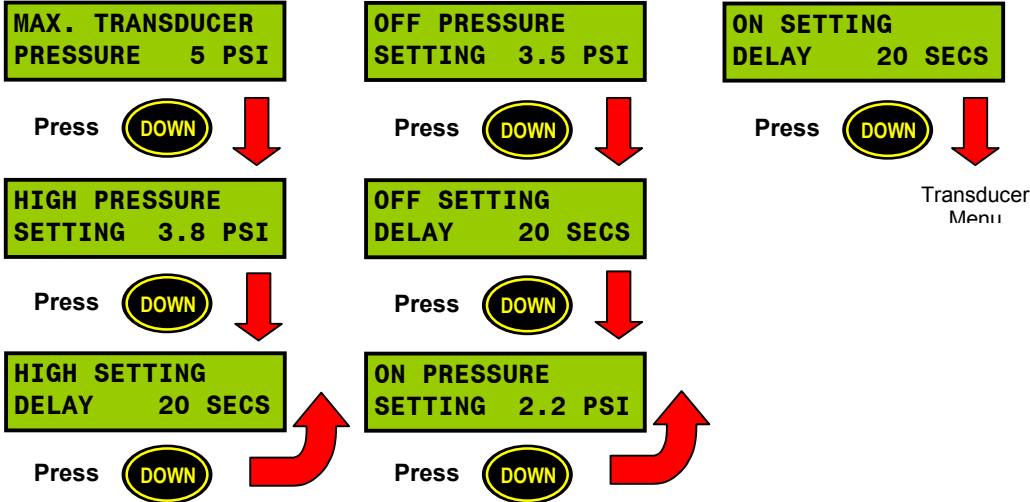 MAX. TRANSDUCER
PRESSURE 5 PSI
Press DOWN
HIGH PRESSURE
SETTING 3.8 PSI
Press DOWN
HIGH SETTING
DELAY 20 SECS
Press DOWN
OFF PRESSURE
SETTING 3.5 PSI
Press DOWN
OFF SETTING
DELAY 20 SECS
Press DOWN
ON PRESSURE
SETTING 2.2 PSI
Press DOWN
ON SETTING
DELAY 20 SECS
Press DOWN
Transducer
Menu